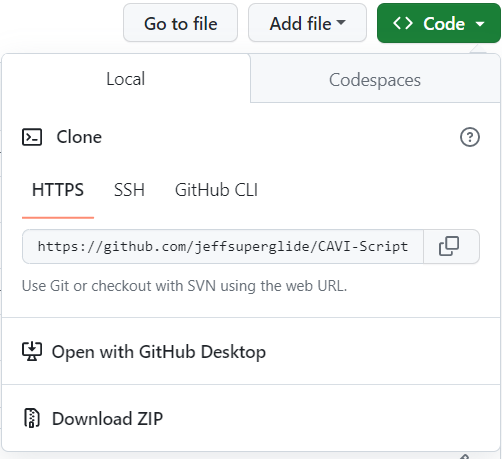 Go to file Add file Code
Local Codespaces
Clone
HTTPS SSH GitHub CLI
https://github.com/jeffsuperglide/CAVI-Script
Use Git or checkout with SVN using the web URL.
Open with GitHub Desktop
Download ZIP